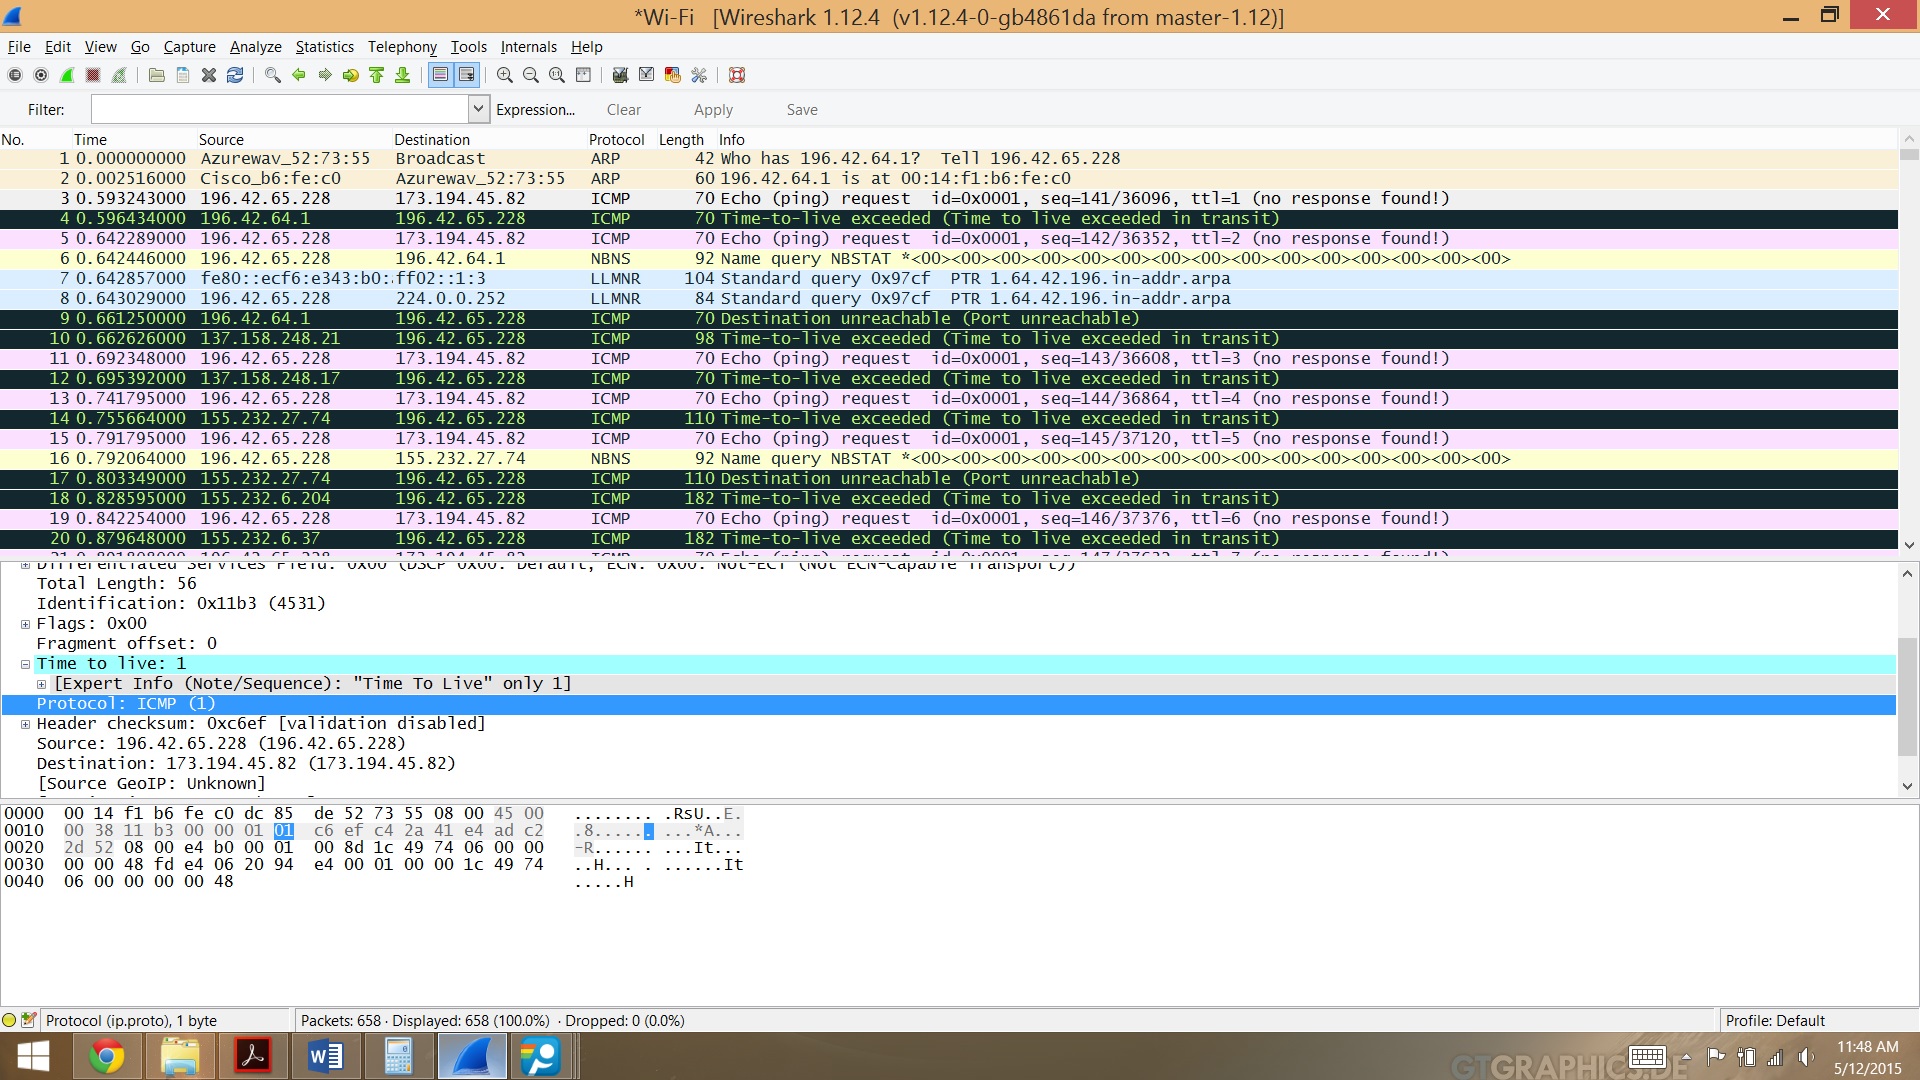 *Wi-Fi [Wireshark 1.12.4 (v1.12.4-0-gb4861da from master-1.12)]
File Edit View Go Capture Analyze Statistics Telephony Tools Internals Help
Filter: Expression... Clear Apply Save
No. Time Source Destination Protocol Length Info
1 0.000000000 Azurewav_52:73:55 Broadcast ARP 42 Who has 196.42.64.1? Tell 196.42.65.228
2 0.002516000 Cisco_b6:fe:c0 Azurewav_52:73:55 ARP 60 196.42.64.1 is at 00:14:f1:b6:fe:c0
3 0.593243000 196.42.65.228 173.194.45.82 ICMP 70 Echo (ping) request id=0x0001, seq=141/36096, ttl=1 (no response found!)
4 0.596434000 196.42.64.1 196.42.65.228 ICMP 70 Time-to-live exceeded (Time to live exceeded in transit)
5 0.642289000 196.42.65.228 173.194.45.82 ICMP 70 Echo (ping) request id=0x0001, seq=142/36352, ttl=2 (no response found!)
6 0.642446000 196.42.65.228 196.42.64.1 NBNS 92 Name query NBSTAT *<00><00><00><00><00><00><00><00><00><00><00><00><00><00><00>
7 0.642857000 fe80::ecf6:e343:b0: ff02::1:3 LLMNR 104 Standard query 0x97cf PTR 1.64.42.196.in-addr.arpa
8 0.643029000 196.42.65.228 224.0.0.252 LLMNR 84 Standard query 0x97cf PTR 1.64.42.196.in-addr.arpa
9 0.661250000 196.42.64.1 196.42.65.228 ICMP 70 Destination unreachable (Port unreachable)
10 0.662626000 137.158.248.21 196.42.65.228 ICMP 98 Time-to-live exceeded (Time to live exceeded in transit)
11 0.692348000 196.42.65.228 173.194.45.82 ICMP 70 Echo (ping) request id=0x0001, seq=143/36608, ttl=3 (no response found!)
12 0.695392000 137.158.248.17 196.42.65.228 ICMP 70 Time-to-live exceeded (Time to live exceeded in transit)
13 0.741795000 196.42.65.228 173.194.45.82 ICMP 70 Echo (ping) request id=0x0001, seq=144/36864, ttl=4 (no response found!)
14 0.755664000 155.232.27.74 196.42.65.228 ICMP 110 Time-to-live exceeded (Time to live exceeded in transit)
15 0.791795000 196.42.65.228 173.194.45.82 ICMP 70 Echo (ping) request id=0x0001, seq=145/37120, ttl=5 (no response found!)
16 0.792064000 196.42.65.228 155.232.27.74 NBNS 92 Name query NBSTAT *<00><00><00><00><00><00><00><00><00><00><00><00><00><00><00>
17 0.803349000 155.232.27.74 196.42.65.228 ICMP 110 Destination unreachable (Port unreachable)
18 0.828595000 155.232.6.204 196.42.65.228 ICMP 182 Time-to-live exceeded (Time to live exceeded in transit)
19 0.842254000 196.42.65.228 173.194.45.82 ICMP 70 Echo (ping) request id=0x0001, seq=146/37376, ttl=6 (no response found!)
20 0.879648000 155.232.6.37 196.42.65.228 ICMP 182 Time-to-live exceeded (Time to live exceeded in transit)
Differentiated Services Field: 0x00 (DSCP 0x00: Default; ECN: 0x00: Not-ECT (Not ECN-Capable Transport))
Total Length: 56
Identification: 0x11b3 (4531)
Flags: 0x00
Fragment offset: 0
Time to live: 1
[Expert Info (Note/Sequence): "Time To Live" only 1]
Protocol: ICMP (1)
Header checksum: 0xc6ef [validation disabled]
Source: 196.42.65.228 (196.42.65.228)
Destination: 173.194.45.82 (173.194.45.82)
[Source GeoIP: Unknown]
0000 00 14 f1 b6 fe c0 dc 85 de 52 73 55 08 00 45 00 ........ .RsU..E.
0010 00 38 11 b3 00 00 01 01 c6 ef c4 2a 41 e4 ad c2 .8...... ...*A...
0020 2d 52 08 00 e4 b0 00 01 00 8d 1c 49 74 06 00 00 -R...... ...It...
0030 00 00 48 fd e4 06 20 94 e4 00 01 00 00 1c 49 74 ..H... . ......It
0040 06 00 00 00 00 48 .....H
Protocol (ip.proto), 1 byte Packets: 658 · Displayed: 658 (100.0%) · Dropped: 0 (0.0%) Profile: Default
GTGRAPHICS.DE
11:48 AM
5/12/2015